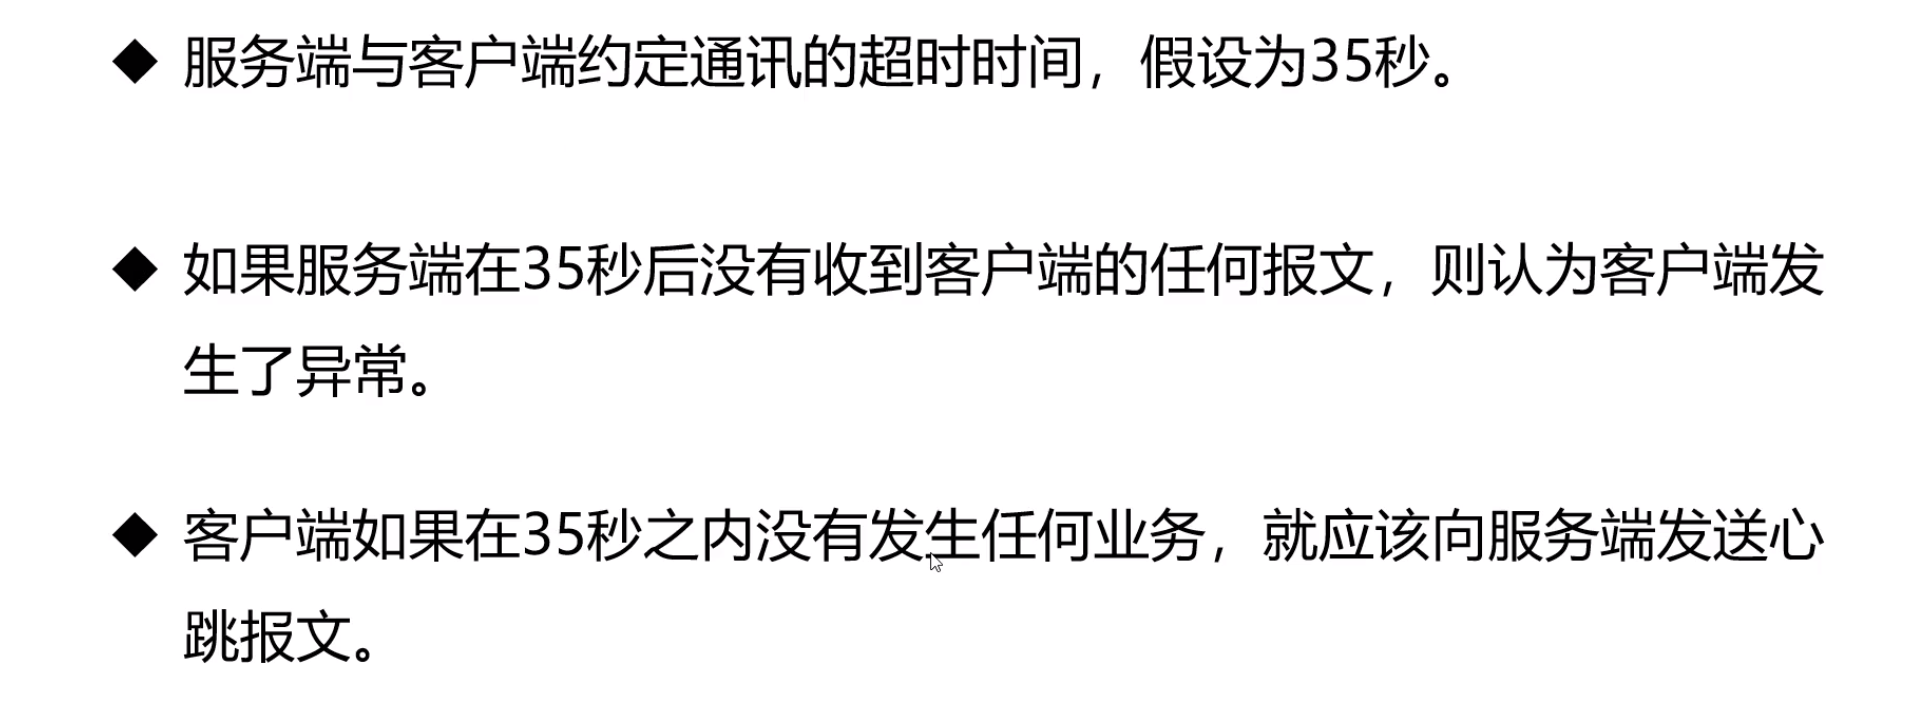 ◆ 服务端与客户端约定通讯的超时时间，假设为35秒。
◆ 如果服务端在35秒后没有收到客户端的任何报文，则认为客户端发
生了异常。
◆ 客户端如果在35秒之内没有发生任何业务，就应该向服务端发送心
跳报文。